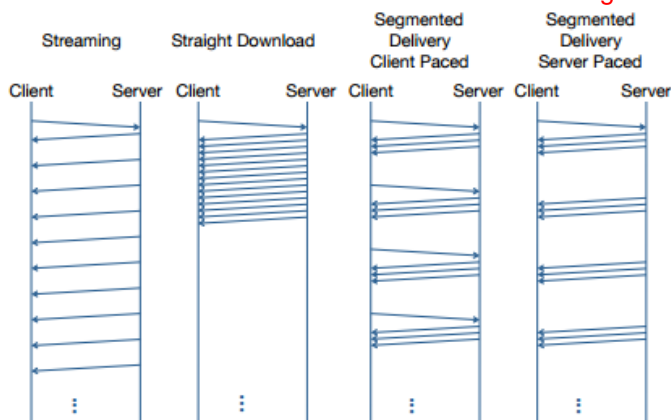 Streaming
Straight Download
Segmented
Delivery
Client Paced
Segmented
Delivery
Server Paced
Client Server Client Server Client Server Client Server